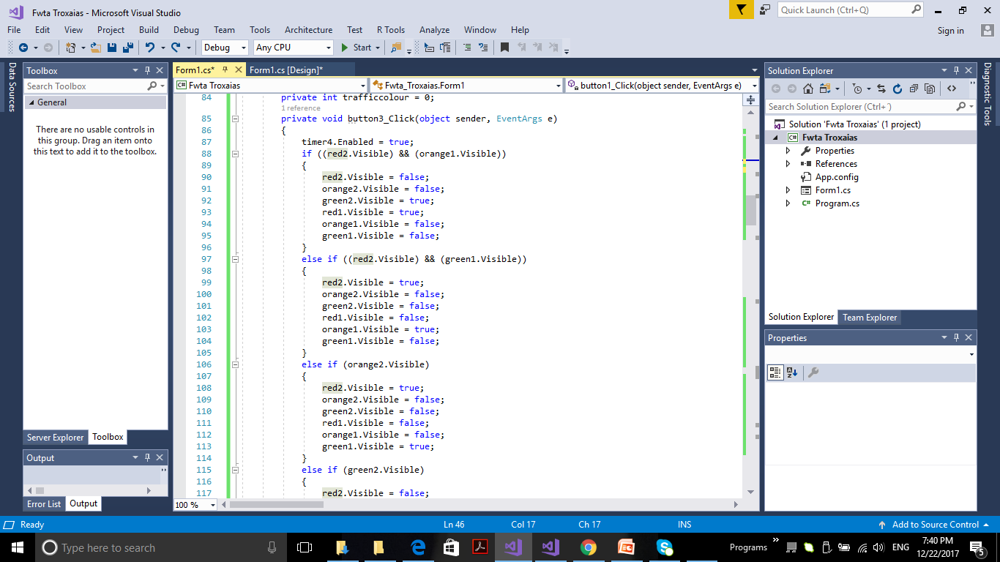 Fwta Troxaias - Microsoft Visual Studio
Quick Launch (Ctrl+Q)
File Edit View Project Build Debug Team Tools Architecture Test R Tools Analyze Window Help
Sign in
Debug Any CPU Start
Data Sources
Toolbox
Search Toolbox
General
There are no usable controls in
this group. Drag an item onto
this text to add it to the toolbox.
Server Explorer Toolbox
Output
Error List Output
Form1.cs* Form1.cs [Design]*
C# Fwta Troxaias Fwta_Troxaias.Form1 button1_Click(object sender, EventArgs e)
84 private int trafficcolour = 0;
1 reference
85 private void button3_Click(object sender, EventArgs e)
86 {
87 timer4.Enabled = true;
88 if ((red2.Visible) && (orange1.Visible))
89 {
90 red2.Visible = false;
91 orange2.Visible = false;
92 green2.Visible = true;
93 red1.Visible = true;
94 orange1.Visible = false;
95 green1.Visible = false;
96 }
97 else if ((red2.Visible) && (green1.Visible))
98 {
99 red2.Visible = true;
100 orange2.Visible = false;
101 green2.Visible = false;
102 red1.Visible = false;
103 orange1.Visible = true;
104 green1.Visible = false;
105 }
106 else if (orange2.Visible)
107 {
108 red2.Visible = true;
109 orange2.Visible = false;
110 green2.Visible = false;
111 red1.Visible = false;
112 orange1.Visible = false;
113 green1.Visible = true;
114 }
115 else if (green2.Visible)
116 {
117 red2.Visible = false;
100 %
Solution Explorer
Search Solution Explorer (Ctrl+¨)
Solution 'Fwta Troxaias' (1 project)
C# Fwta Troxaias
Properties
References
App.config
Form1.cs
C# Program.cs
Solution Explorer Team Explorer
Properties
Diagnostic Tools
Ready Ln 46 Col 17 Ch 17 INS Add to Source Control
Type here to search
Programs ENG
7:40 PM
12/22/2017
5